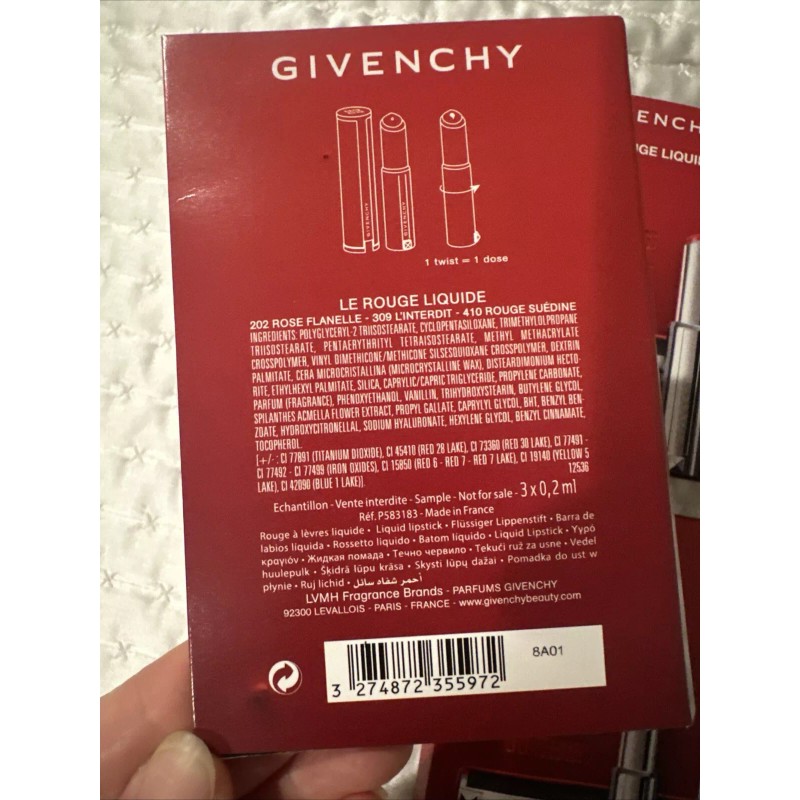 GIVENCHY
GIVENCHY
GIVENCHY
1 twist = 1 dose
LE ROUGE LIQUIDE
202 ROSE FLANELLE - 309 L'INTERDIT - 410 ROUGE SUÉDINE
INGREDIENTS: POLYGLYCERYL-2 TRIISOSTEARATE, CYCLOPENTASILOXANE, TRIMETHYLOLPROPANE
TRIISOSTEARATE, PENTAERYTHRITYL TETRAISOSTEARATE, METHYL METHACRYLATE
CROSSPOLYMER, VINYL DIMETHICONE/METHICONE SILSESQUIOXANE CROSSPOLYMER, DEXTRIN
PALMITATE, CERA MICROCRISTALLINA (MICROCRYSTALLINE WAX), DISTEARDIMONIUM HECTO-
RITE, ETHYLHEXYL PALMITATE, SILICA, CAPRYLIC/CAPRIC TRIGLYCERIDE, PROPYLENE CARBONATE,
PARFUM (FRAGRANCE), PHENOXYETHANOL, VANILLIN, TRIHYDROXYSTEARIN, BUTYLENE GLYCOL,
SPILANTHES ACMELLA FLOWER EXTRACT, PROPYL GALLATE, CAPRYLYL GLYCOL, BHT, BENZYL BEN-
ZOATE, HYDROXYCITRONELLAL, SODIUM HYALURONATE, HEXYLENE GLYCOL, BENZYL CINNAMATE,
TOCOPHEROL.
[+/-: CI 77891 (TITANIUM DIOXIDE), CI 45410 (RED 28 LAKE), CI 73360 (RED 30 LAKE), CI 77491 -
CI 77492 - CI 77499 (IRON OXIDES), CI 15850 (RED 6 - RED 7 - RED 7 LAKE), CI 19140 (YELLOW 5
LAKE), CI 42090 (BLUE 1 LAKE)]
12536
Echantillon - Vente interdite - Sample - Not for sale - 3 x 0,2 ml
Réf. P583183 - Made in France
Rouge à lèvres liquide • Liquid lipstick • Flüssiger Lippenstift • Barra de
labios líquida • Rossetto liquido • Batom líquido • Liquid Lipstick • Υγρό
κραγιόν • Жидкая помада • Течно червило • Tekući ruž za usne • Vedel
huulepulk • Šķidrā lūpu krāsa • Skysti lūpų dažai • Pomadka do ust w
płynie • Ruj lichid • أحمر شفاه سائل
LVMH Fragrance Brands - PARFUMS GIVENCHY
92300 LEVALLOIS - PARIS - FRANCE - www.givenchybeauty.com
3 274872 355972
8A01
ENCH
GE LIQUI